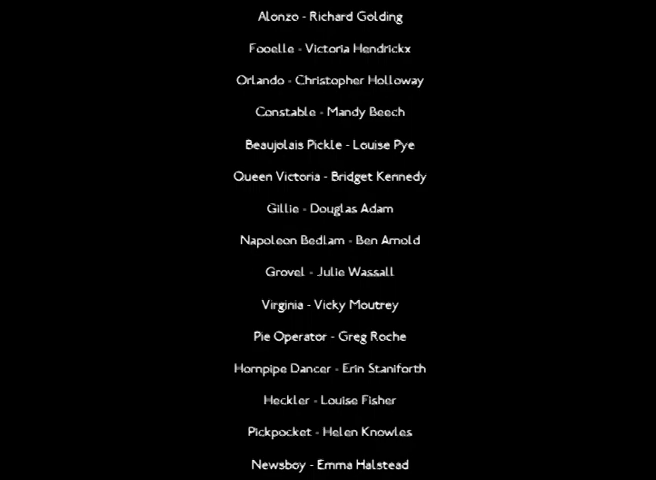 Alonzo - Richard Golding
Fooelle - Victoria Hendrickx
Orlando - Christopher Holloway
Constable - Mandy Beech
Beaujolais Pickle - Louise Pye
Queen Victoria - Bridget Kennedy
Gillie - Douglas Adam
Napoleon Bedlam - Ben Arnold
Grovel - Julie Wassall
Virginia - Vicky Moutrey
Pie Operator - Greg Roche
Hornpipe Dancer - Erin Staniforth
Heckler - Louise Fisher
Pickpocket - Helen Knowles
Newsboy - Emma Halstead